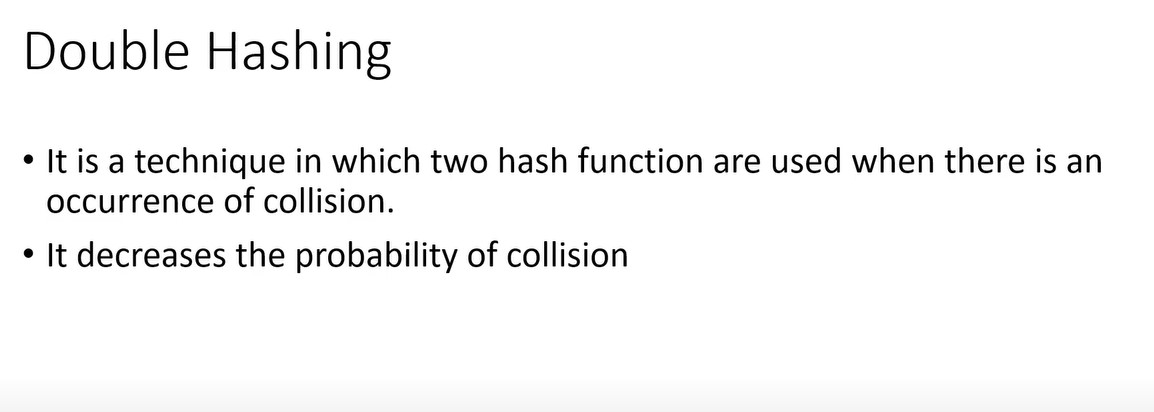 Double Hashing
• It is a technique in which two hash function are used when there is an
occurrence of collision.
• It decreases the probability of collision